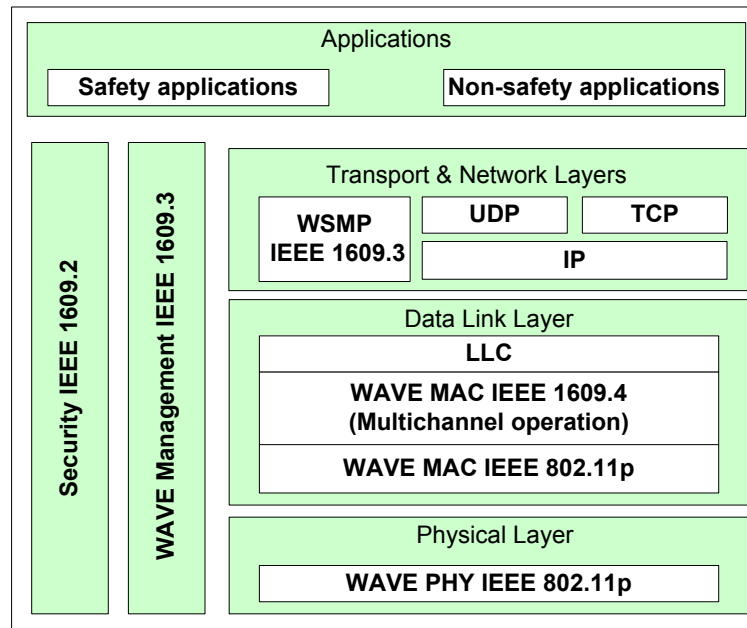 Applications
Safety applications
Non-safety applications
Security IEEE 1609.2
WAVE Management IEEE 1609.3
Transport & Network Layers
WSMP
IEEE 1609.3
UDP
TCP
IP
Data Link Layer
LLC
WAVE MAC IEEE 1609.4
(Multichannel operation)
WAVE MAC IEEE 802.11p
Physical Layer
WAVE PHY IEEE 802.11p